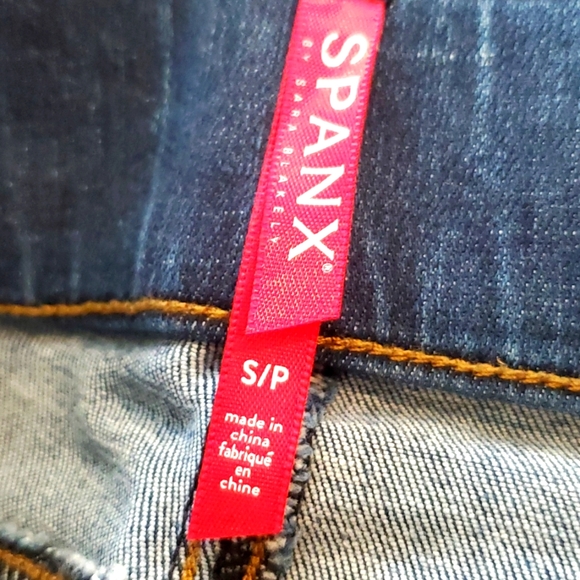 SPANX®
BY SARA BLAKELY
S/P
made in
china
fabriqué
en
chine